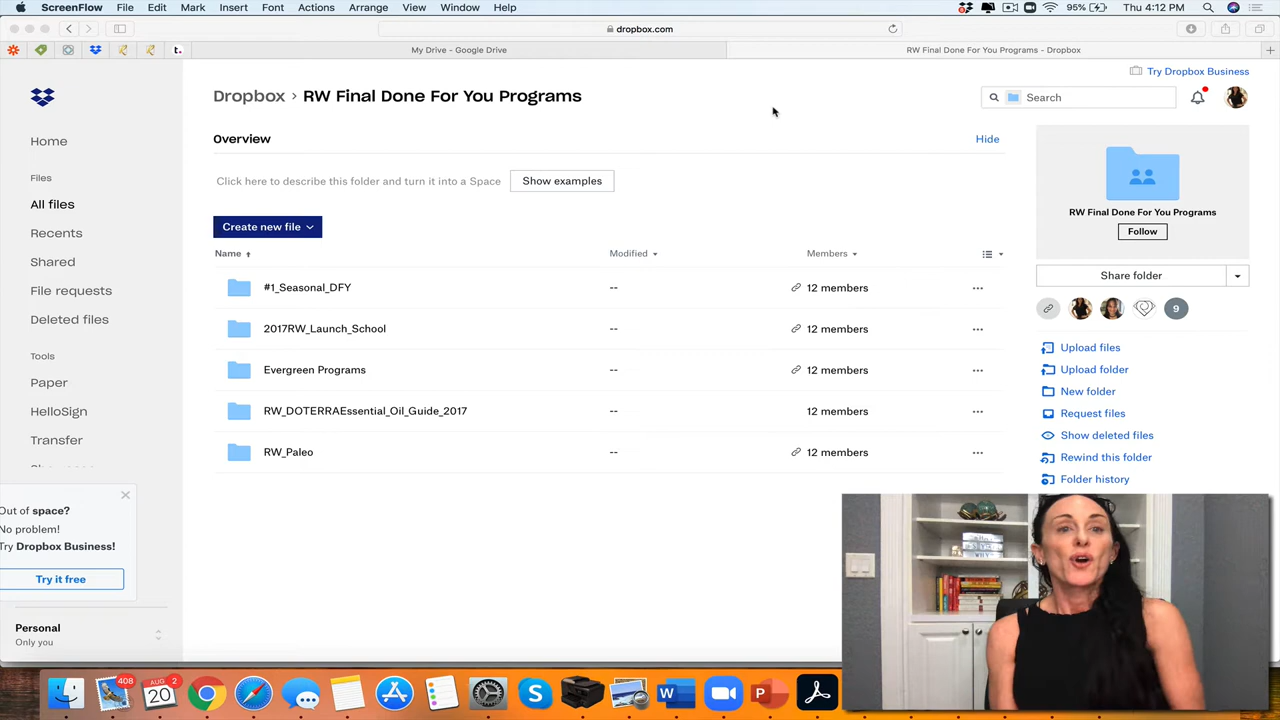 ScreenFlow File Edit Mark Insert Font Actions Arrange View Window Help 95% Thu 4:12 PM
dropbox.com
t. My Drive - Google Drive RW Final Done For You Programs - Dropbox
Try Dropbox Business
Dropbox › RW Final Done For You Programs
Search
Home
Overview
Hide
Files
Click here to describe this folder and turn it into a Space Show examples
All files
RW Final Done For You Programs
Create new file
Follow
Recents
Name Modified Members
Shared
Share folder
#1_Seasonal_DFY -- 12 members
File requests
9
Deleted files
2017RW_Launch_School -- 12 members
Upload files
Tools
Evergreen Programs -- 12 members
Upload folder
Paper
New folder
HelloSign
RW_DOTERRAEssential_Oil_Guide_2017 -- 12 members
Request files
Transfer
Show deleted files
RW_Paleo -- 12 members
Rewind this folder
Folder history
Out of space?
No problem!
Try Dropbox Business!
Try it free
Personal
Only you
408
AUG 2
20